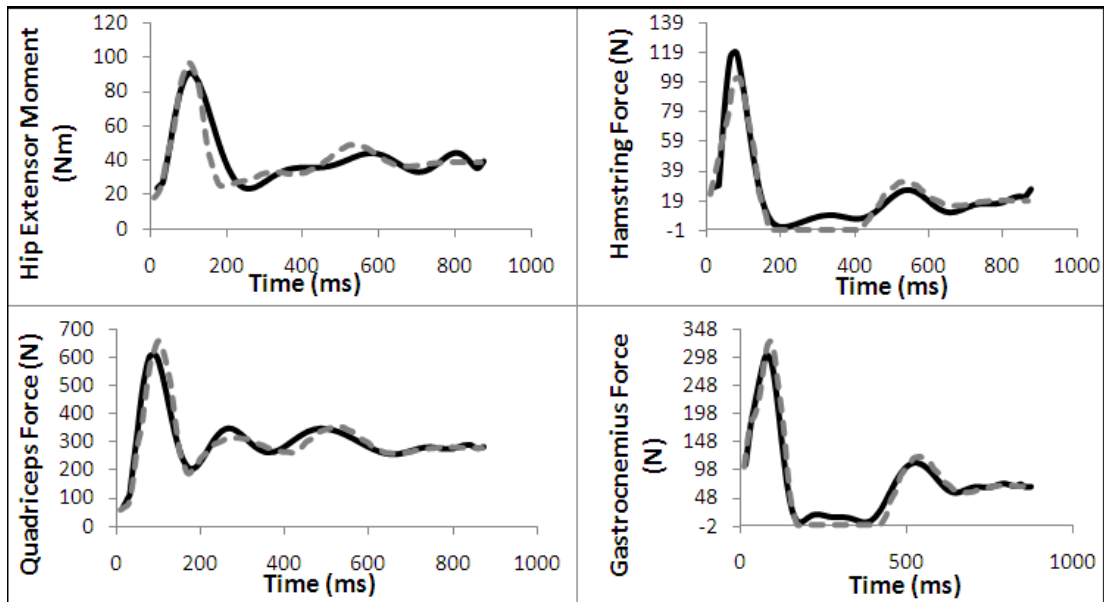 Hip Extensor Moment
(Nm)
120
100
80
60
40
20
0
0 200 400 600 800 1000
Time (ms)
Hamstring Force (N)
139
119
99
79
59
39
19
-1
0 200 400 600 800 1000
Time (ms)
Quadriceps Force (N)
700
600
500
400
300
200
100
0
0 200 400 600 800 1000
Time (ms)
Gastrocnemius Force
(N)
348
298
248
198
148
98
48
-2
0 500 1000
Time (ms)